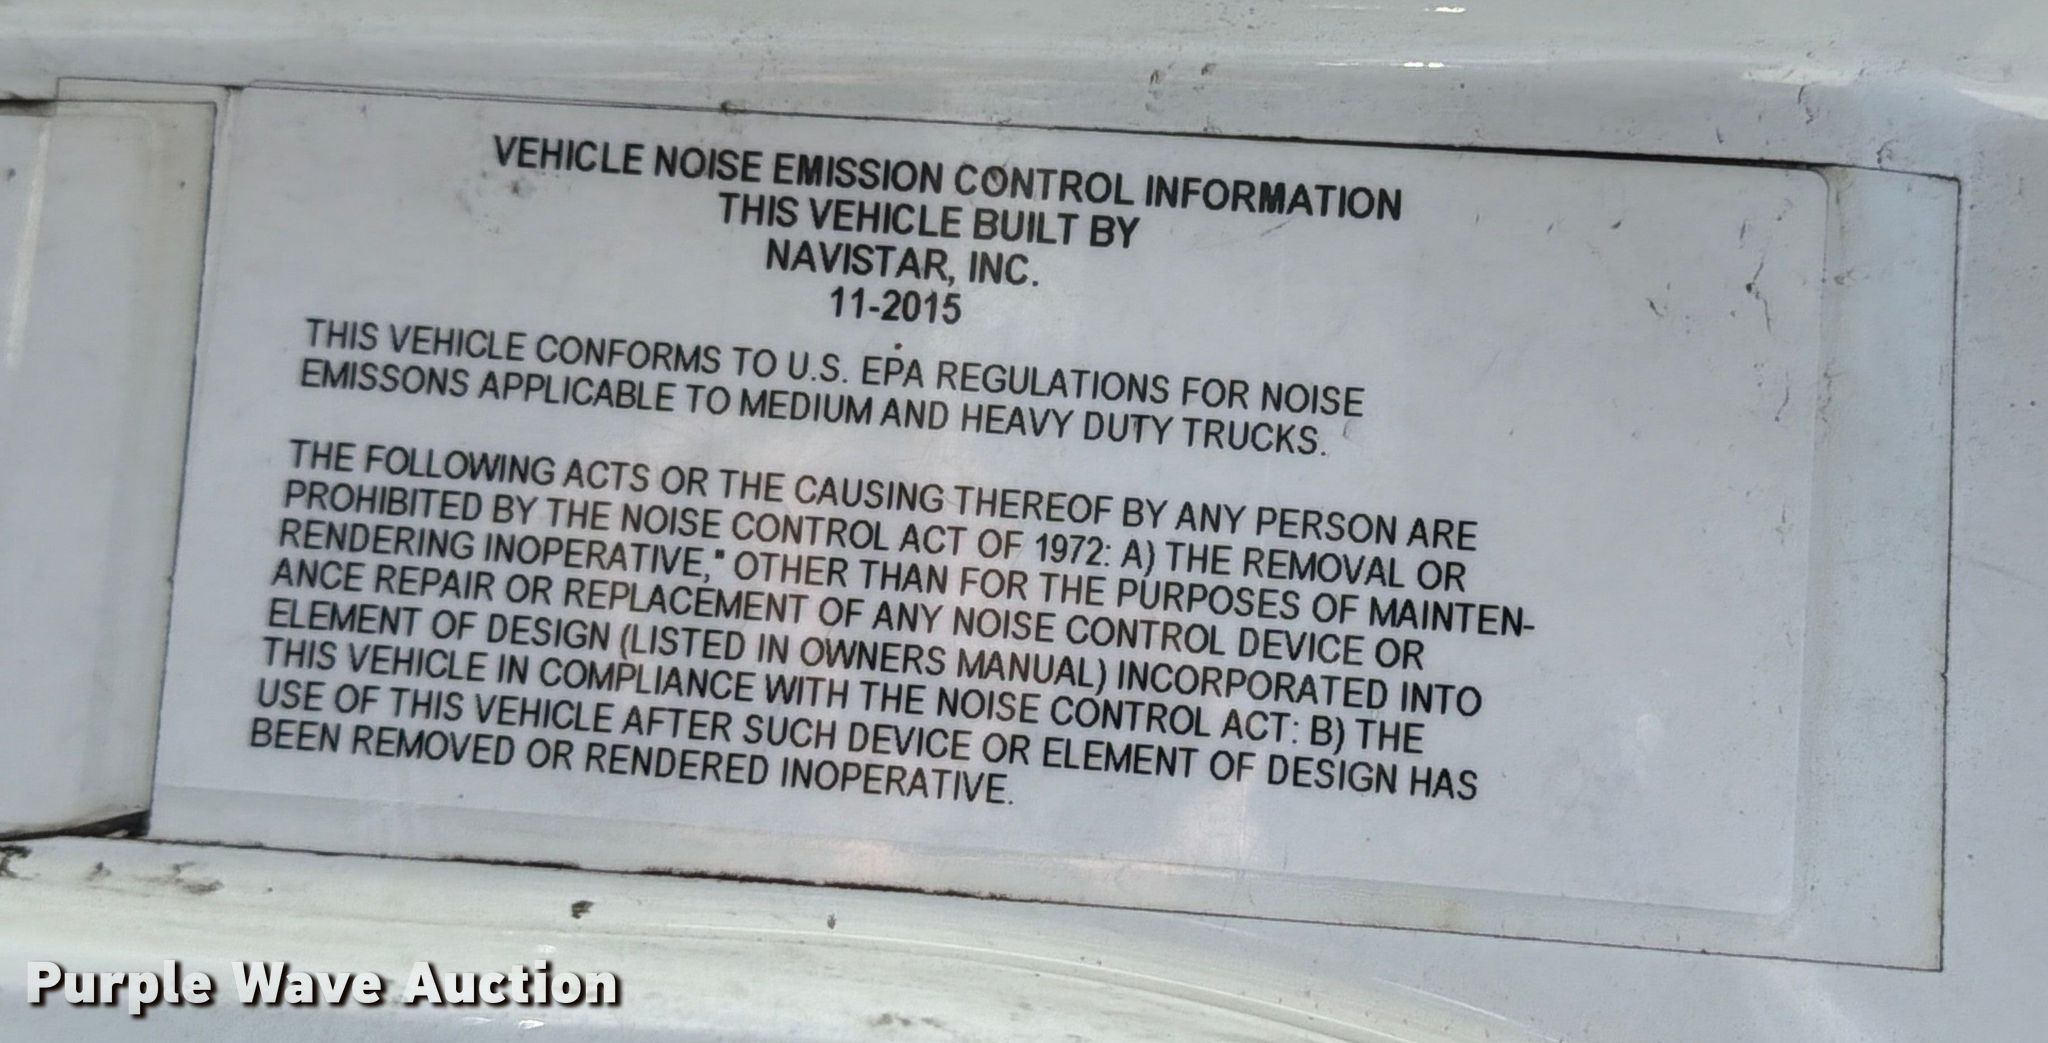 VEHICLE NOISE EMISSION CONTROL INFORMATION
THIS VEHICLE BUILT BY
NAVISTAR, INC.
11-2015
THIS VEHICLE CONFORMS TO U.S. EPA REGULATIONS FOR NOISE
EMISSONS APPLICABLE TO MEDIUM AND HEAVY DUTY TRUCKS.
THE FOLLOWING ACTS OR THE CAUSING THEREOF BY ANY PERSON ARE
PROHIBITED BY THE NOISE CONTROL ACT OF 1972: A) THE REMOVAL OR
RENDERING INOPERATIVE," OTHER THAN FOR THE PURPOSES OF MAINTEN-
ANCE REPAIR OR REPLACEMENT OF ANY NOISE CONTROL DEVICE OR
ELEMENT OF DESIGN (LISTED IN OWNERS MANUAL) INCORPORATED INTO
THIS VEHICLE IN COMPLIANCE WITH THE NOISE CONTROL ACT: B) THE
USE OF THIS VEHICLE AFTER SUCH DEVICE OR ELEMENT OF DESIGN HAS
BEEN REMOVED OR RENDERED INOPERATIVE.
Purple Wave Auction